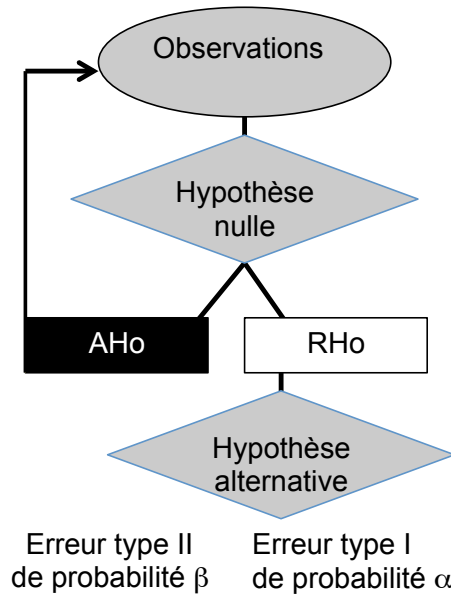 Observations
Hypothèse
nulle
AHo
RHo
Hypothèse
alternative
Erreur type II
de probabilité β
Erreur type I
de probabilité α